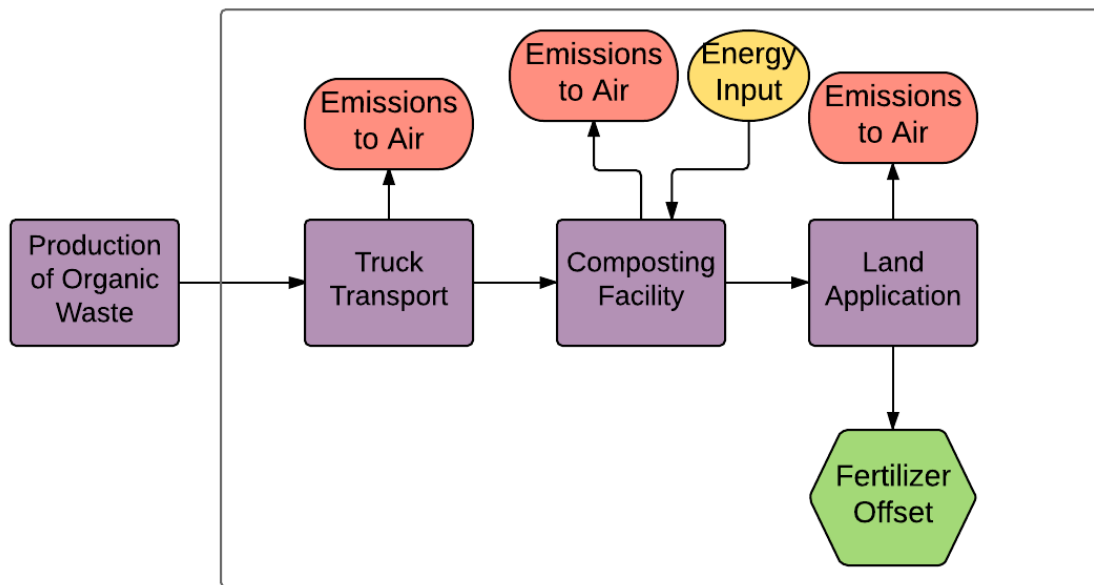 Emissions
to Air
Energy
Input
Emissions
to Air
Emissions
to Air
Production
of Organic
Waste
Truck
Transport
Composting
Facility
Land
Application
Fertilizer
Offset